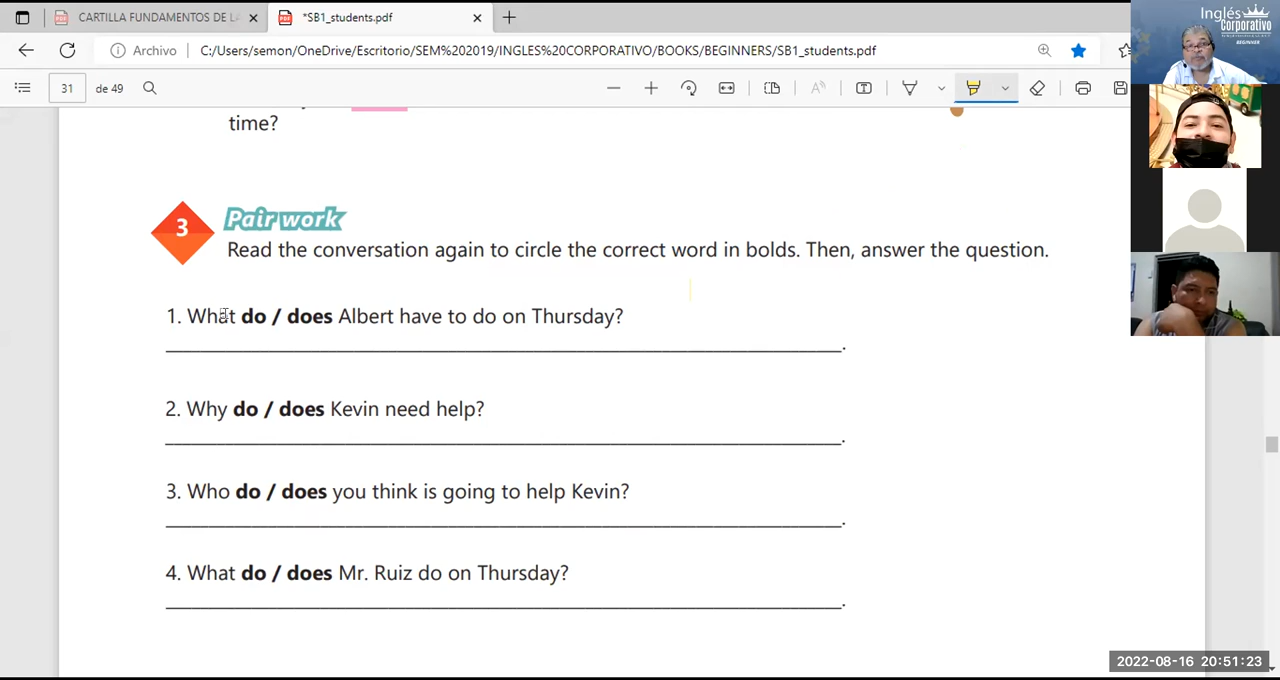 CARTILLA FUNDAMENTOS DE LA
*SB1_students.pdf
Archivo
C:/Users/semon/OneDrive/Escritorio/SEM%202019/INGLES%20CORPORATIVO/BOOKS/BEGINNERS/SB1_students.pdf
Inglés
Corporativo
BEGINNER
31 de 49
time?
3
Pair work
Read the conversation again to circle the correct word in bolds. Then, answer the question.
1. What do / does Albert have to do on Thursday?
2. Why do / does Kevin need help?
3. Who do / does you think is going to help Kevin?
4. What do / does Mr. Ruiz do on Thursday?
2022-08-16 20:51:23